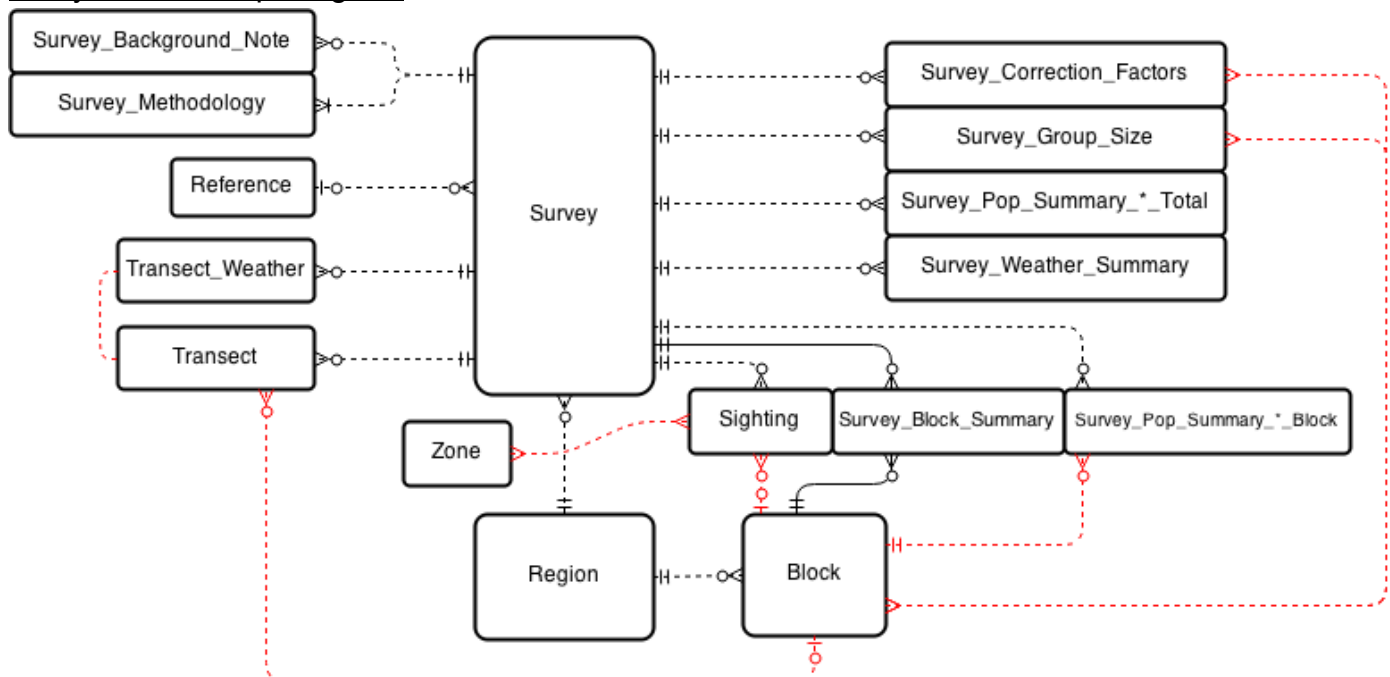 Survey_Background_Note
Survey_Methodology
Reference
Transect_Weather
Transect
Survey
Survey_Correction_Factors
Survey_Group_Size
Survey_Pop_Summary_*_Total
Survey_Weather_Summary
Zone
Sighting
Survey_Block_Summary
Survey_Pop_Summary_*_Block
Region
Block